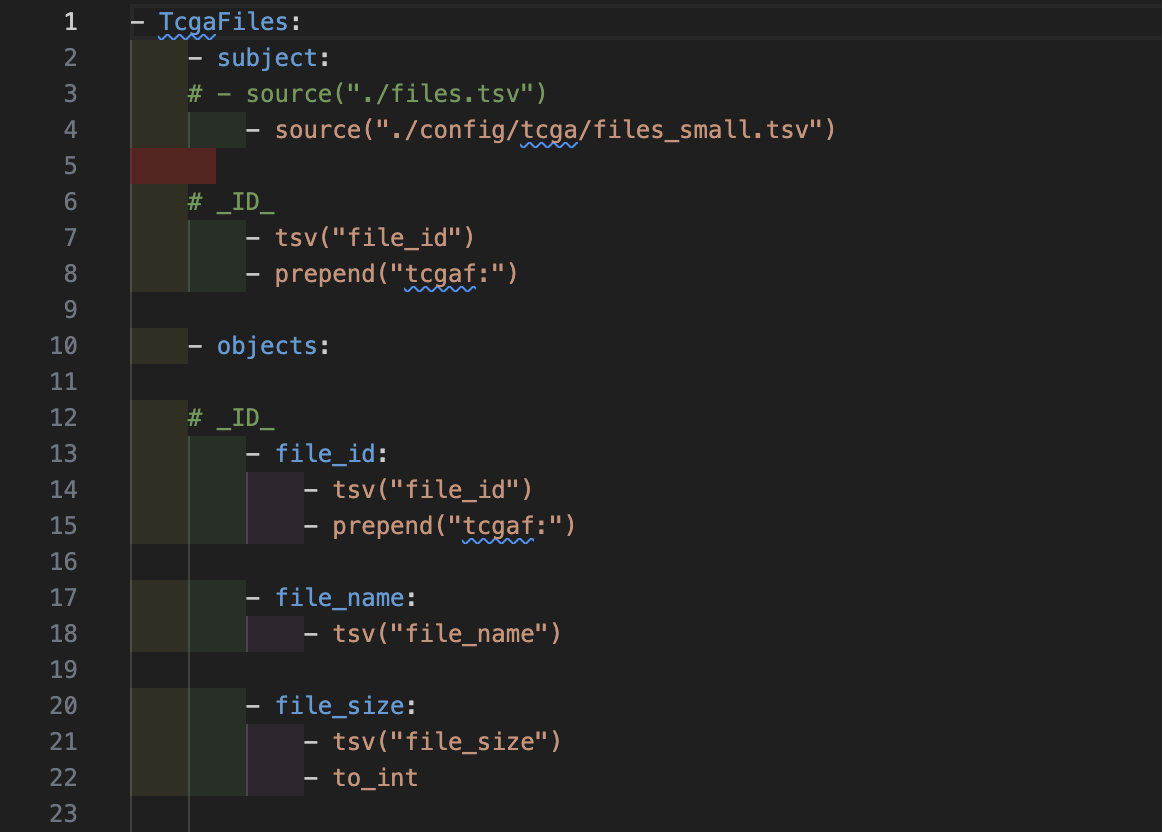 1 - TcgaFiles:
2     - subject:
3     # - source("./files.tsv")
4         - source("./config/tcga/files_small.tsv")
5
6     # _ID_
7         - tsv("file_id")
8         - prepend("tcgaf:")
9
10     - objects:
11
12     # _ID_
13         - file_id:
14             - tsv("file_id")
15             - prepend("tcgaf:")
16
17         - file_name:
18             - tsv("file_name")
19
20         - file_size:
21             - tsv("file_size")
22             - to_int
23